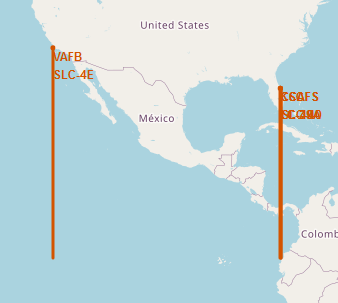 United States
VAFB
SLC-4E
México
Colomb